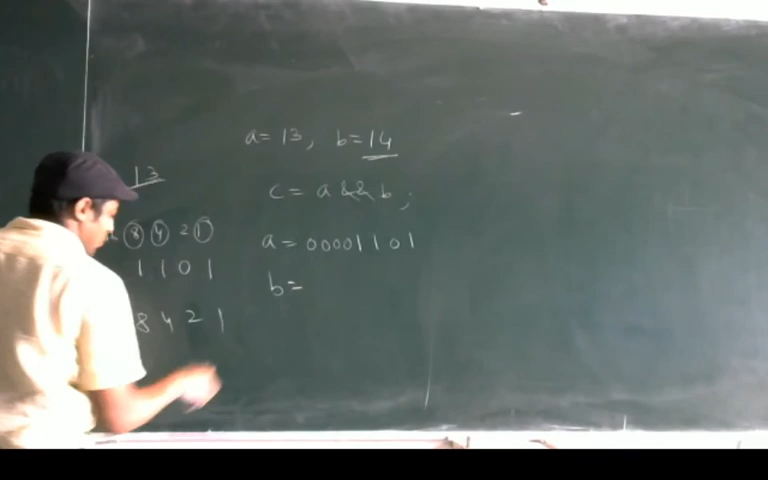 a = 13, b = 14
13
c = a && b ;
8 4 2 1
a = 00001101
1 1 0 1
b =
8 4 2 1